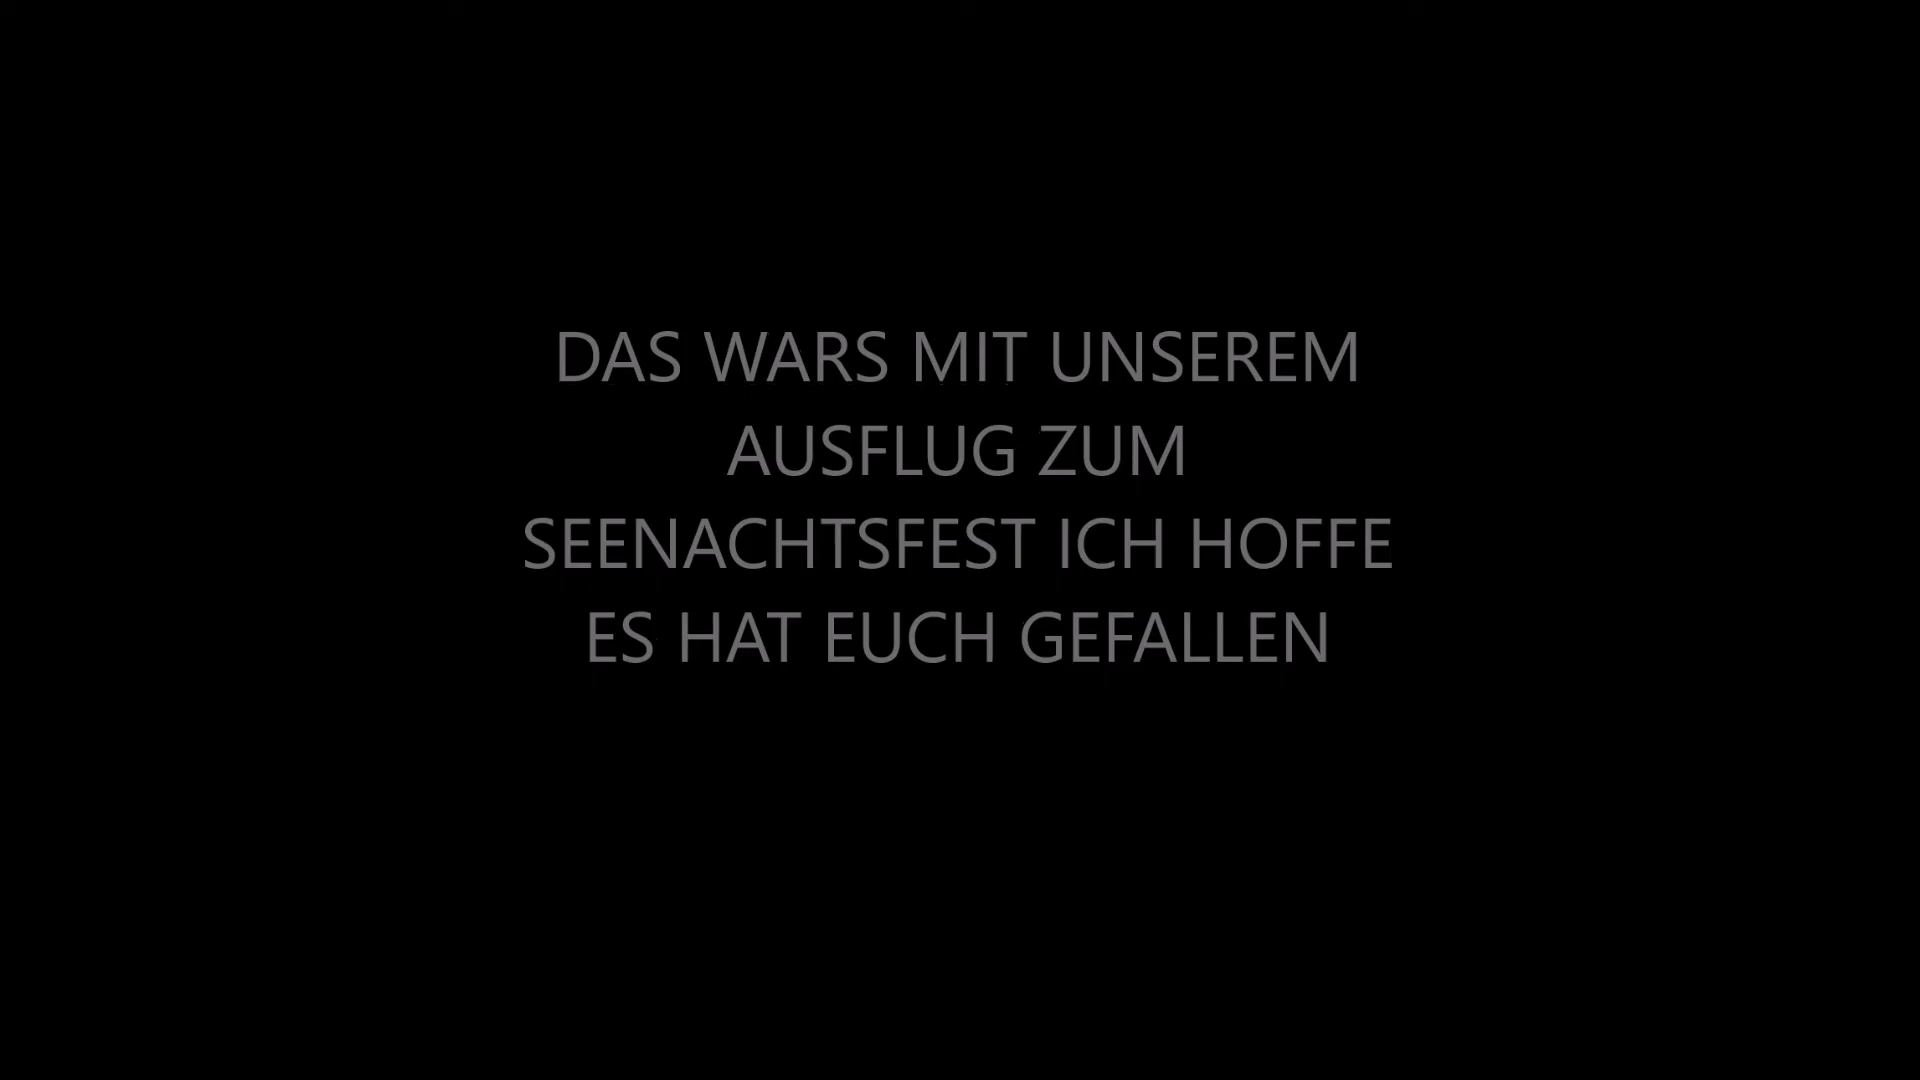 DAS WARS MIT UNSEREM
AUSFLUG ZUM
SEENACHTSFEST ICH HOFFE
ES HAT EUCH GEFALLEN